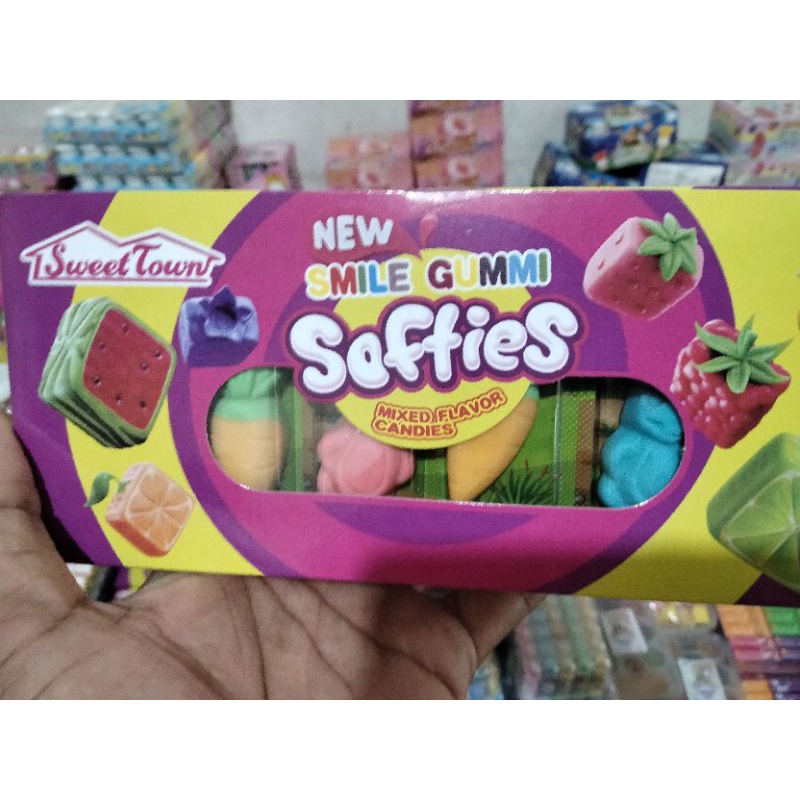 Sweet Town
NEW
SMILE GUMMI
Softies
MIXED FLAVOR
CANDIES